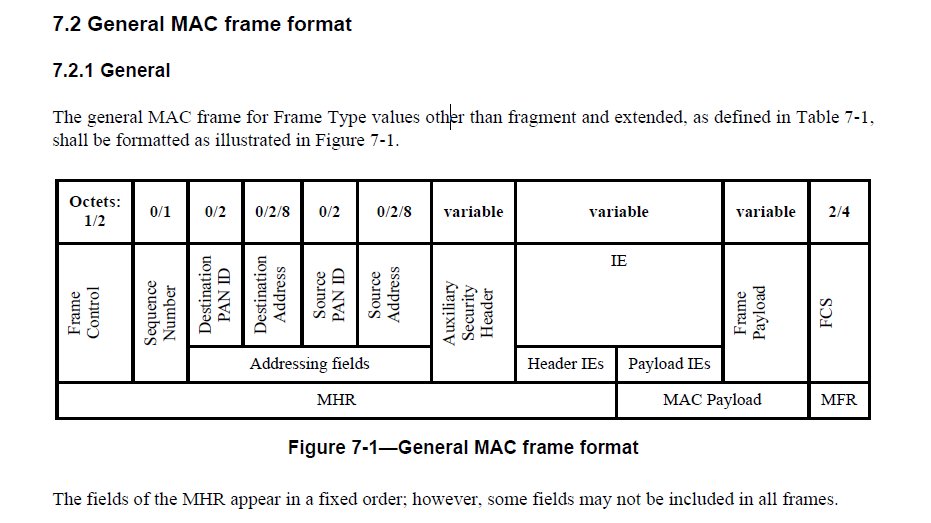 7.2 General MAC frame format
7.2.1 General
The general MAC frame for Frame Type values other than fragment and extended, as defined in Table 7-1,
shall be formatted as illustrated in Figure 7-1.
Octets:
1/2
0/1
0/2
0/2/8
0/2
0/2/8
variable
variable
variable
2/4
Frame
Control
Sequence
Number
Destination
PAN ID
Destination
Address
Source
PAN ID
Source
Address
Auxiliary
Security
Header
IE
Frame
Payload
FCS
Addressing fields
Header IEs
Payload IEs
MHR
MAC Payload
MFR
Figure 7-1—General MAC frame format
The fields of the MHR appear in a fixed order; however, some fields may not be included in all frames.